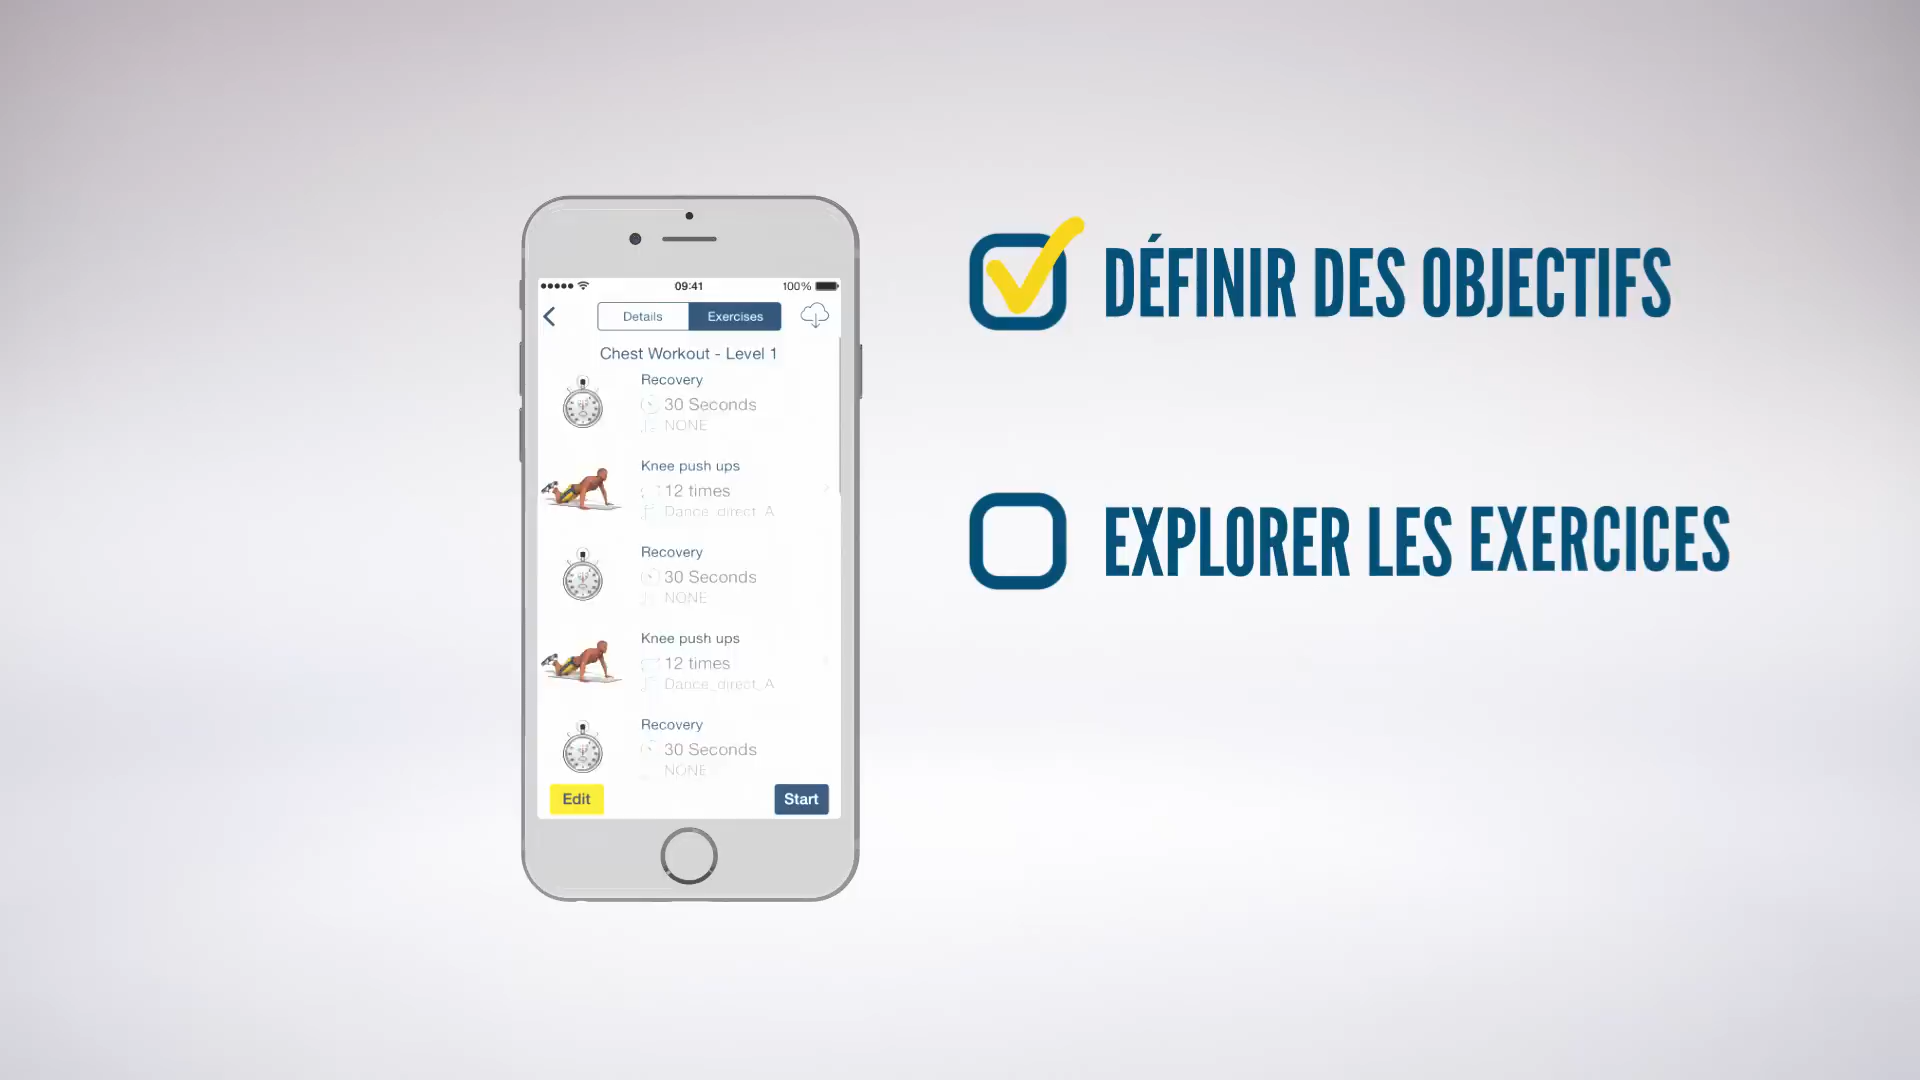 09:41
100%
Details
Exercises
Chest Workout - Level 1
Recovery
30 Seconds
NONE
Knee push ups
12 times
Dance_direct_A
Recovery
30 Seconds
NONE
Knee push ups
12 times
Dance_direct_A
Recovery
30 Seconds
NONE
Edit
Start
DÉFINIR DES OBJECTIFS
EXPLORER LES EXERCICES